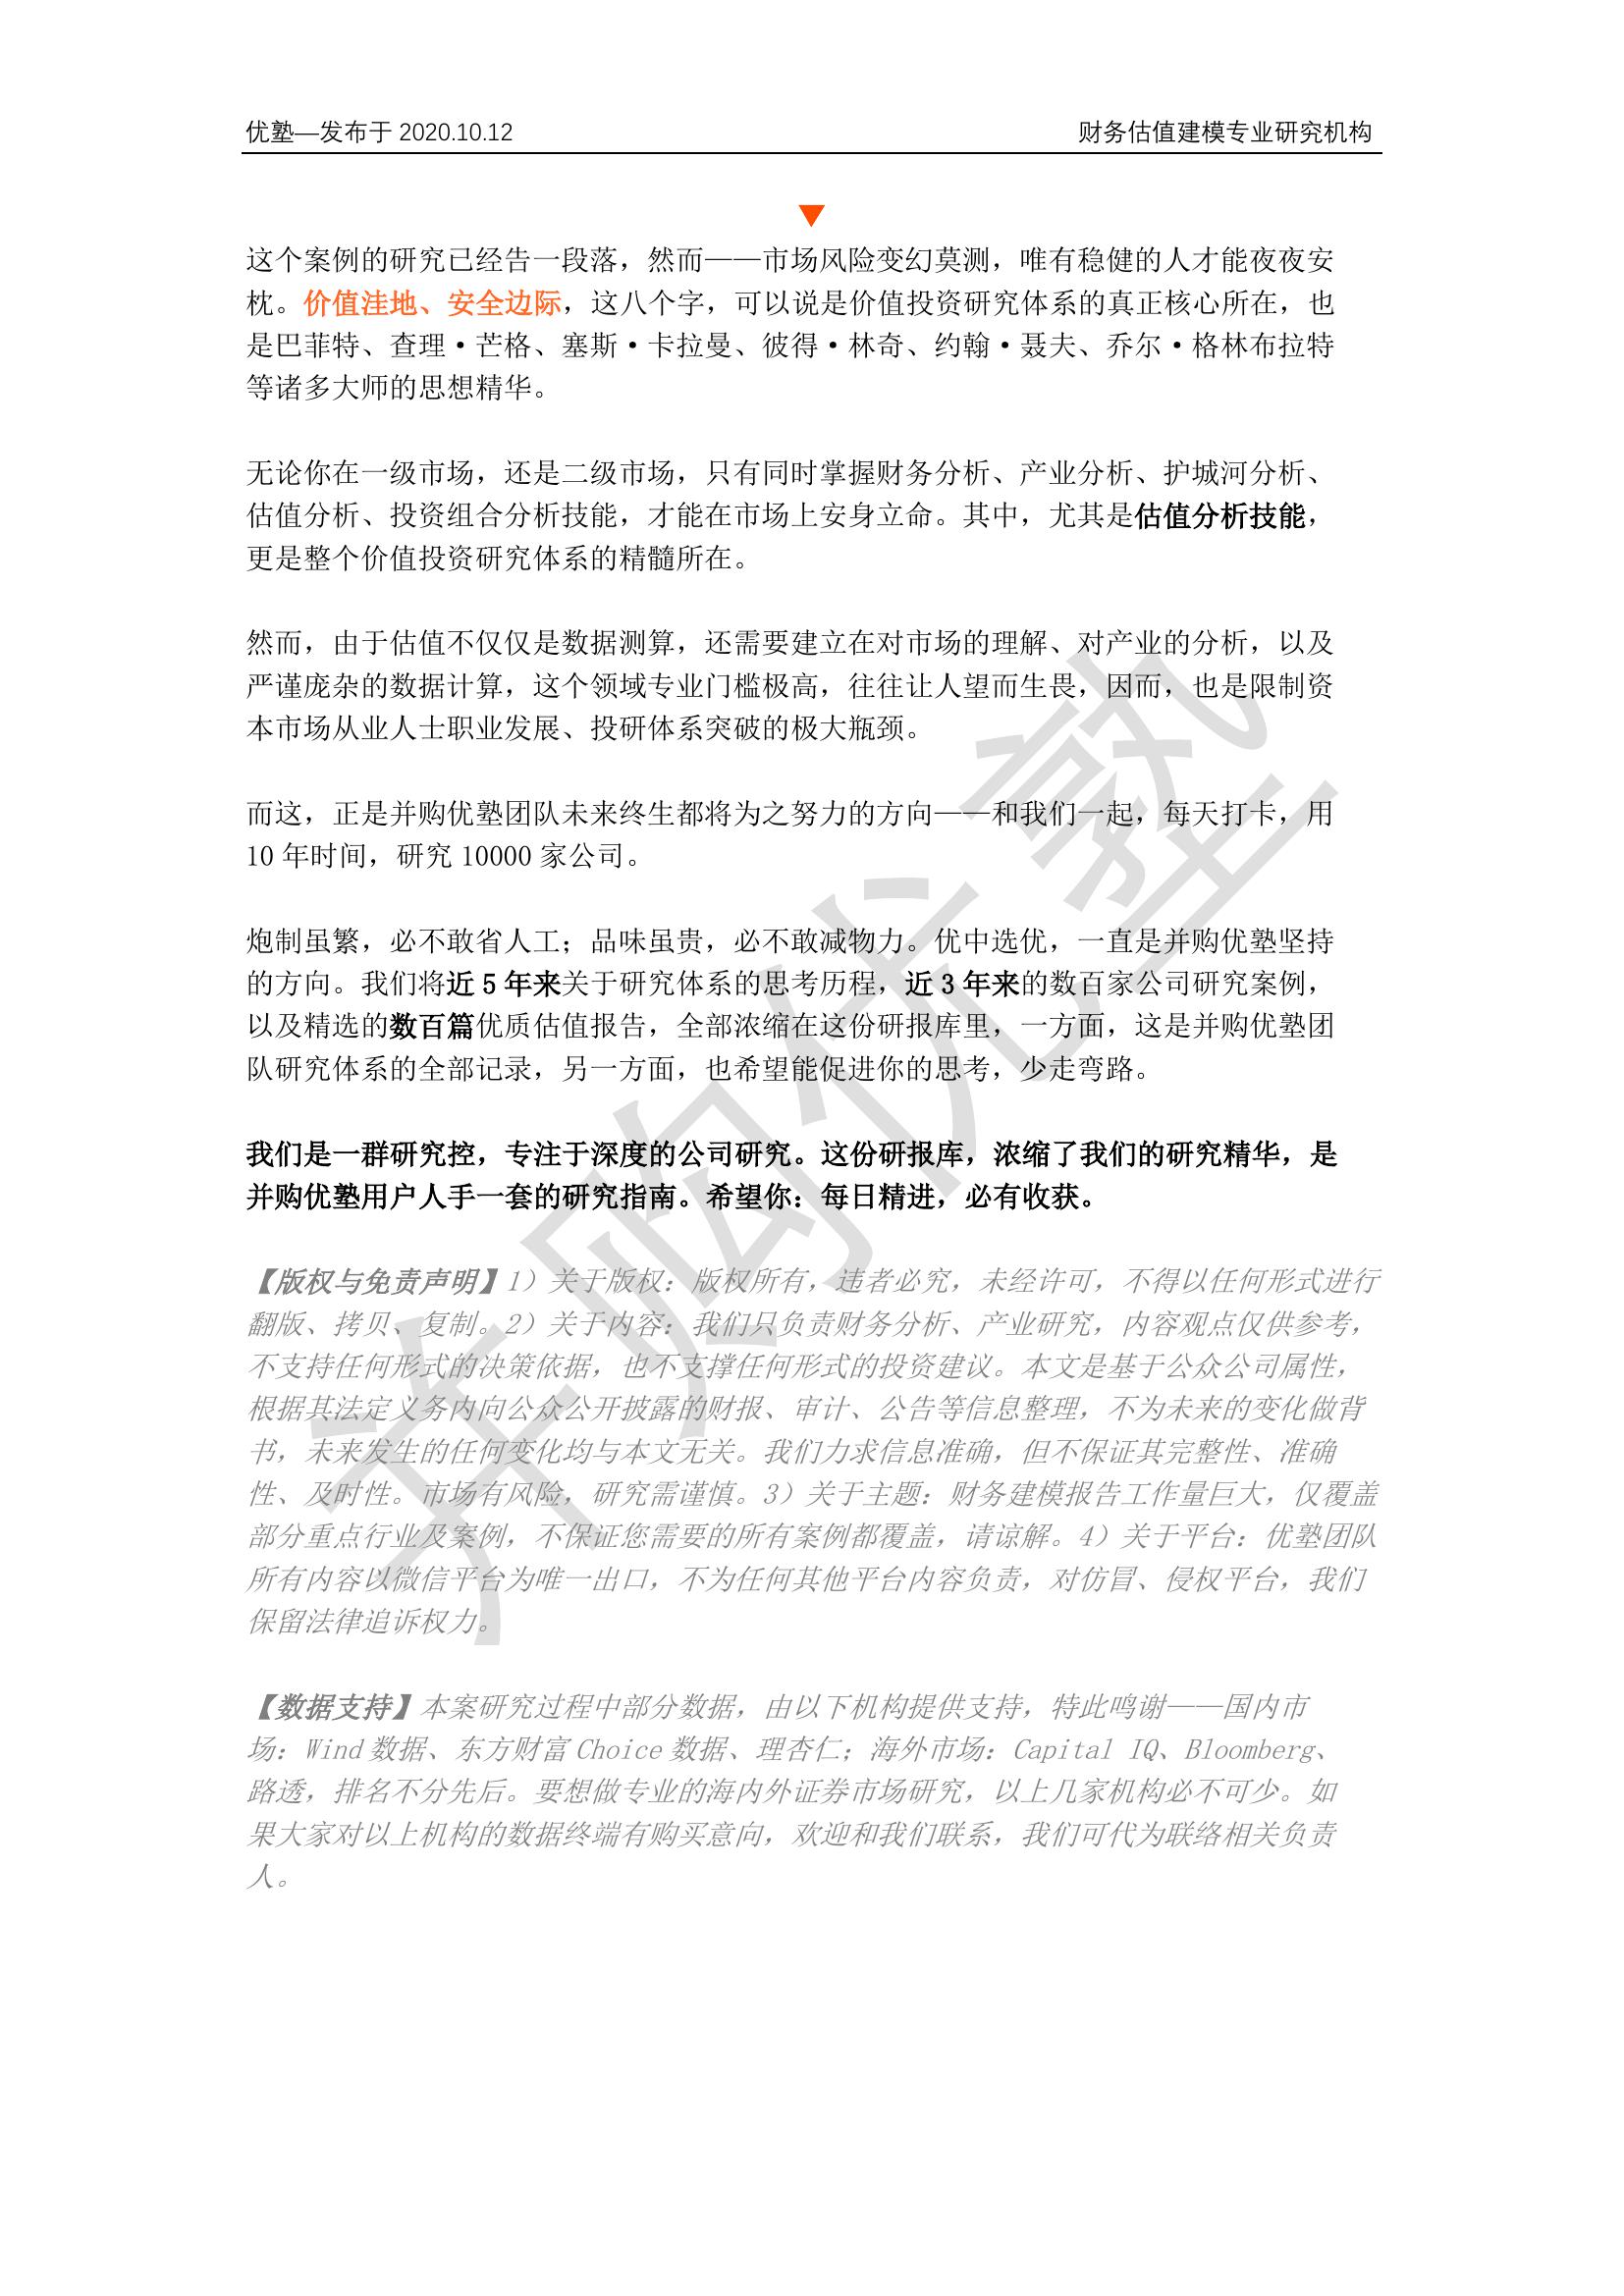 优塾—发布于 2020.10.12
财务估值建模专业研究机构
这个案例的研究已经告一段落，然而——市场风险变幻莫测，唯有稳健的人才能夜夜安
枕。价值洼地、安全边际，这八个字，可以说是价值投资研究体系的真正核心所在，也
是巴菲特、查理·芒格、塞斯·卡拉曼、彼得·林奇、约翰·聂夫、乔尔·格林布拉特
等诸多大师的思想精华。
无论你在一级市场，还是二级市场，只有同时掌握财务分析、产业分析、护城河分析、
估值分析、投资组合分析技能，才能在市场上安身立命。其中，尤其是估值分析技能，
更是整个价值投资研究体系的精髓所在。
然而，由于估值不仅仅是数据测算，还需要建立在对市场的理解、对产业的分析，以及
严谨庞杂的数据计算，这个领域专业门槛极高，往往让人望而生畏，因而，也是限制资
本市场从业人士职业发展、投研体系突破的极大瓶颈。
而这，正是并购优塾团队未来终生都将为之努力的方向——和我们一起，每天打卡，用
10 年时间，研究 10000 家公司。
炮制虽繁，必不敢省人工；品味虽贵，必不敢减物力。优中选优，一直是并购优塾坚持
的方向。我们将近 5 年来关于研究体系的思考历程，近 3 年来的数百家公司研究案例，
以及精选的数百篇优质估值报告，全部浓缩在这份研报库里，一方面，这是并购优塾团
队研究体系的全部记录，另一方面，也希望能促进你的思考，少走弯路。
我们是一群研究控，专注于深度的公司研究。这份研报库，浓缩了我们的研究精华，是
并购优塾用户人手一套的研究指南。希望你：每日精进，必有收获。
【版权与免责声明】1）关于版权：版权所有，违者必究，未经许可，不得以任何形式进行
翻版、拷贝、复制。2）关于内容：我们只负责财务分析、产业研究，内容观点仅供参考，
不支持任何形式的决策依据，也不支撑任何形式的投资建议。本文是基于公众公司属性，
根据其法定义务内向公众公开披露的财报、审计、公告等信息整理，不为未来的变化做背
书，未来发生的任何变化均与本文无关。我们力求信息准确，但不保证其完整性、准确
性、及时性。市场有风险，研究需谨慎。3）关于主题：财务建模报告工作量巨大，仅覆盖
部分重点行业及案例，不保证您需要的所有案例都覆盖，请谅解。4）关于平台：优塾团队
所有内容以微信平台为唯一出口，不为任何其他平台内容负责，对仿冒、侵权平台，我们
保留法律追诉权力。
【数据支持】本案研究过程中部分数据，由以下机构提供支持，特此鸣谢——国内市
场：Wind 数据、东方财富 Choice 数据、理杏仁；海外市场：Capital IQ、Bloomberg、
路透，排名不分先后。要想做专业的海内外证券市场研究，以上几家机构必不可少。如
果大家对以上机构的数据终端有购买意向，欢迎和我们联系，我们可代为联络相关负责
人。
并购优塾